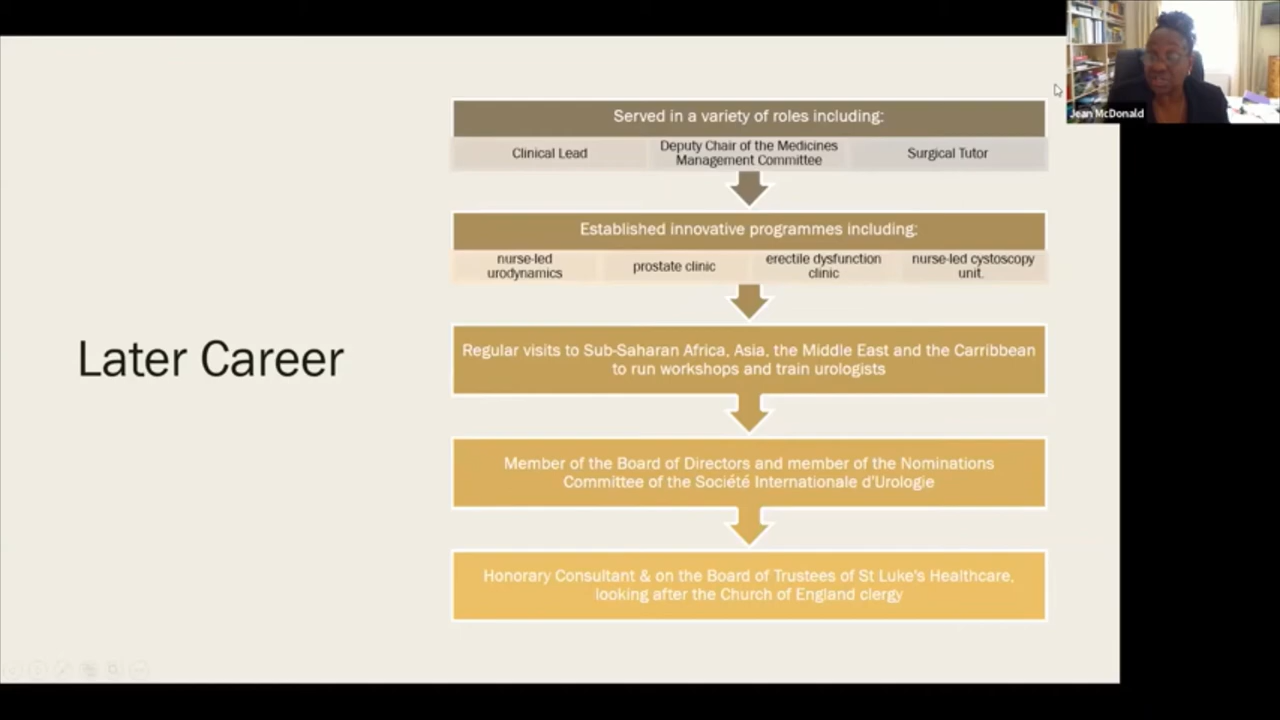 Served in a variety of roles including:
Clinical Lead
Deputy Chair of the Medicines
Management Committee
Surgical Tutor
Established innovative programmes including:
nurse-led
urodynamics
prostate clinic
erectile dysfunction
clinic
nurse-led cystoscopy
unit.
Later Career
Regular visits to Sub-Saharan Africa, Asia, the Middle East and the Carribbean
to run workshops and train urologists
Member of the Board of Directors and member of the Nominations
Committee of the Société Internationale d'Urologie
Honorary Consultant & on the Board of Trustees of St Luke's Healthcare,
looking after the Church of England clergy
Jean McDonald